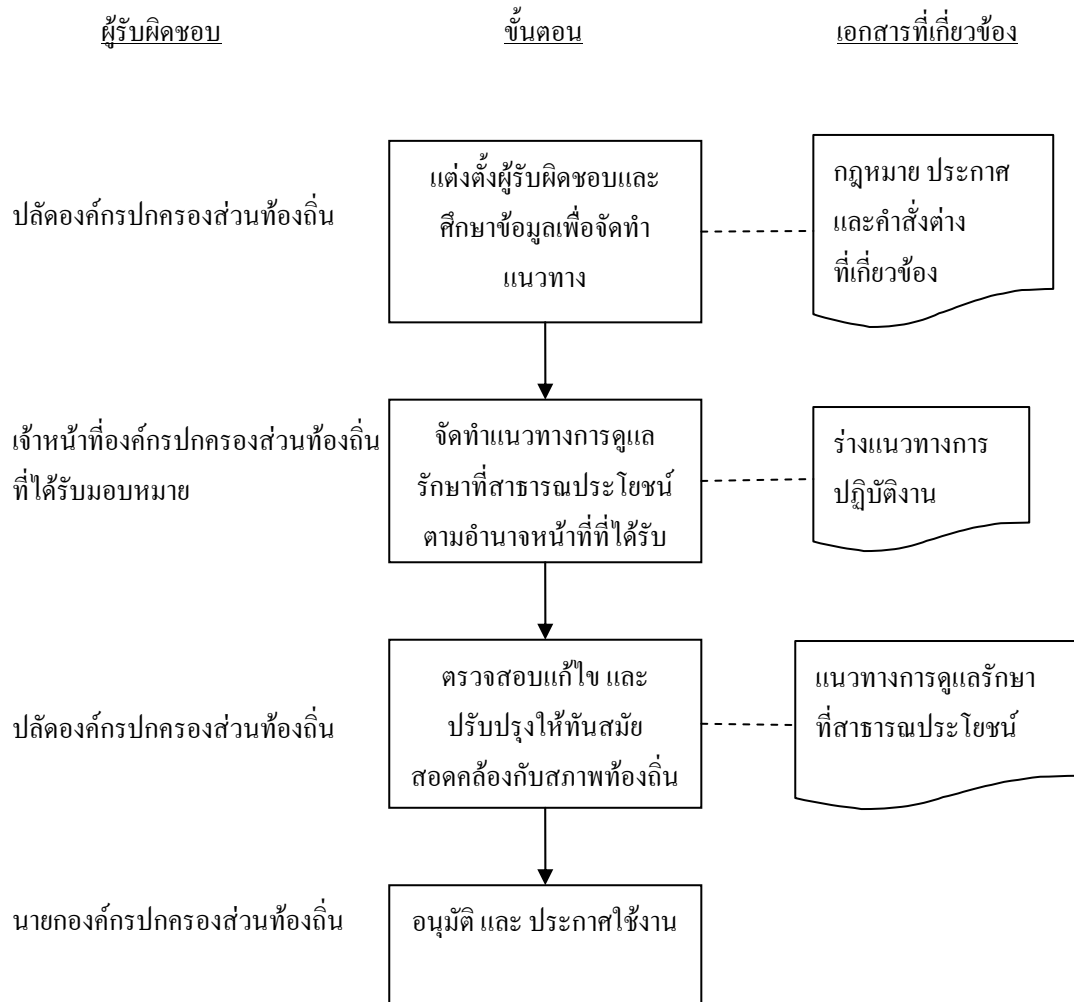 ผู้รับผิดชอบ
ขั้นตอน
เอกสารที่เกี่ยวข้อง
ปลัดองค์กรปกครองส่วนท้องถิ่น
แต่งตั้งผู้รับผิดชอบและ
ศึกษาข้อมูลเพื่อจัดทำ
แนวทาง
กฎหมาย ประกาศ
และคำสั่งต่าง
ที่เกี่ยวข้อง
เจ้าหน้าที่องค์กรปกครองส่วนท้องถิ่น
ที่ได้รับมอบหมาย
จัดทำแนวทางการดูแล
รักษาที่สาธารณประโยชน์
ตามอำนาจหน้าที่ที่ได้รับ
ร่างแนวทางการ
ปฏิบัติงาน
ปลัดองค์กรปกครองส่วนท้องถิ่น
ตรวจสอบแก้ไข และ
ปรับปรุงให้ทันสมัย
สอดคล้องกับสภาพท้องถิ่น
แนวทางการดูแลรักษา
ที่สาธารณประโยชน์
นายกองค์กรปกครองส่วนท้องถิ่น
อนุมัติ และ ประกาศใช้งาน